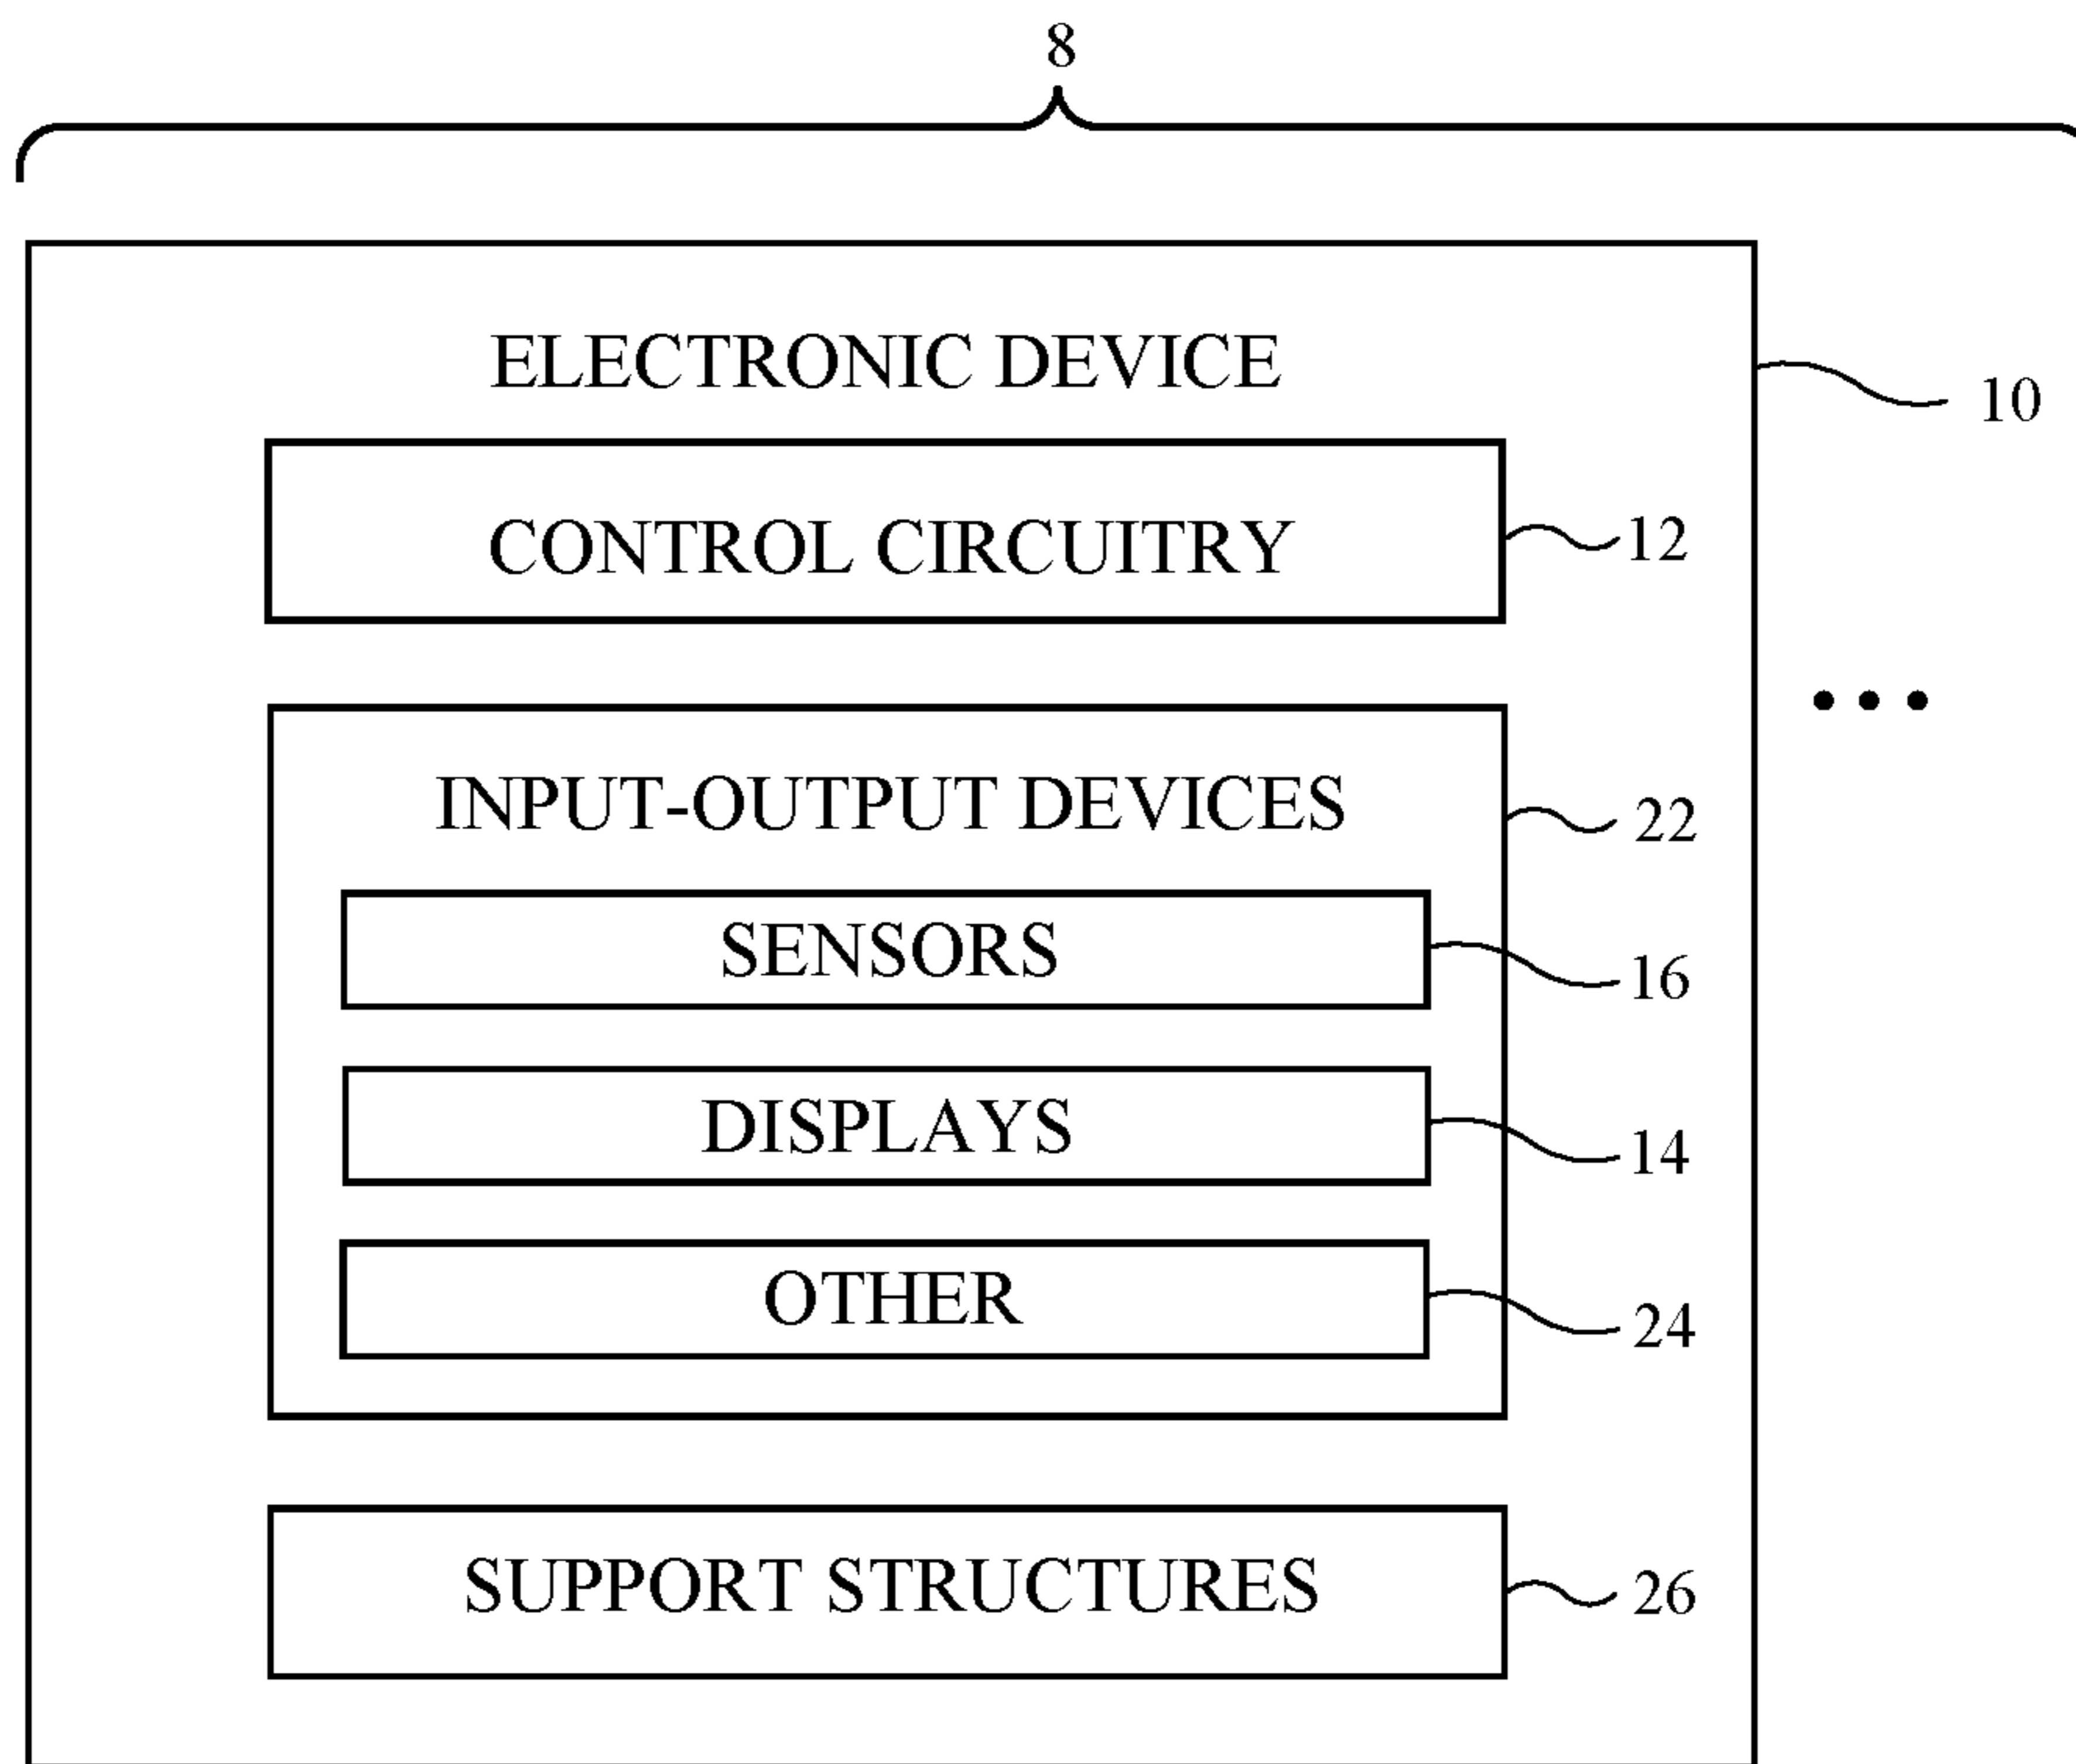 8
ELECTRONIC DEVICE
10
CONTROL CIRCUITRY
12
INPUT-OUTPUT DEVICES
22
SENSORS
16
DISPLAYS
14
OTHER
24
SUPPORT STRUCTURES
26